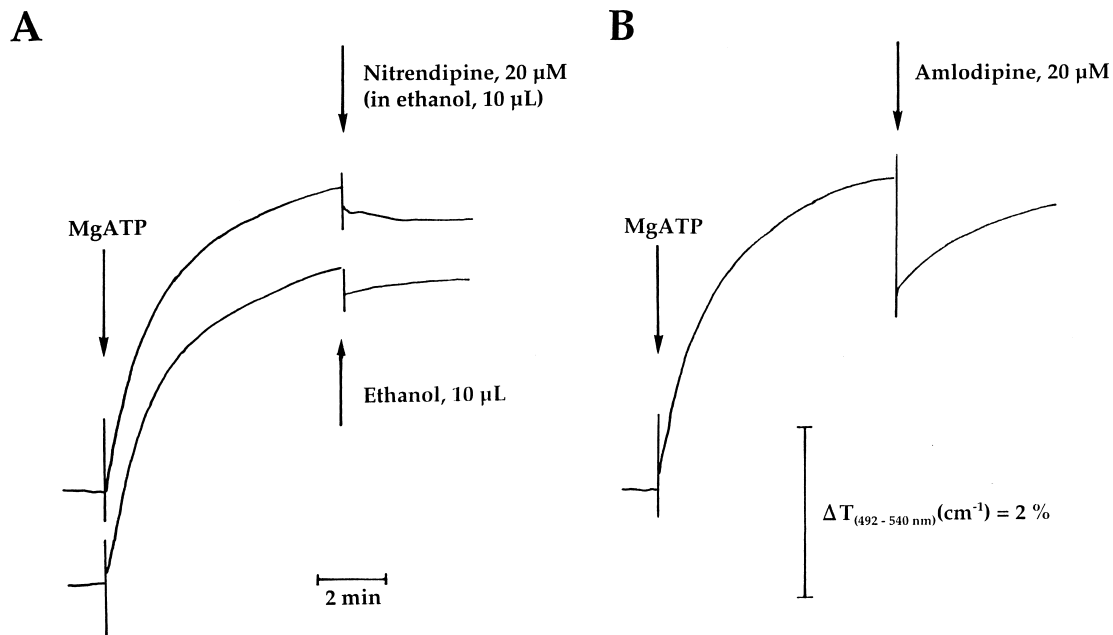 A
Nitrendipine, 20 µM
(in ethanol, 10 µL)
MgATP
Ethanol, 10 µL
2 min
B
Amlodipine, 20 µM
MgATP
Δ T(492 - 540 nm)(cm-1) = 2 %